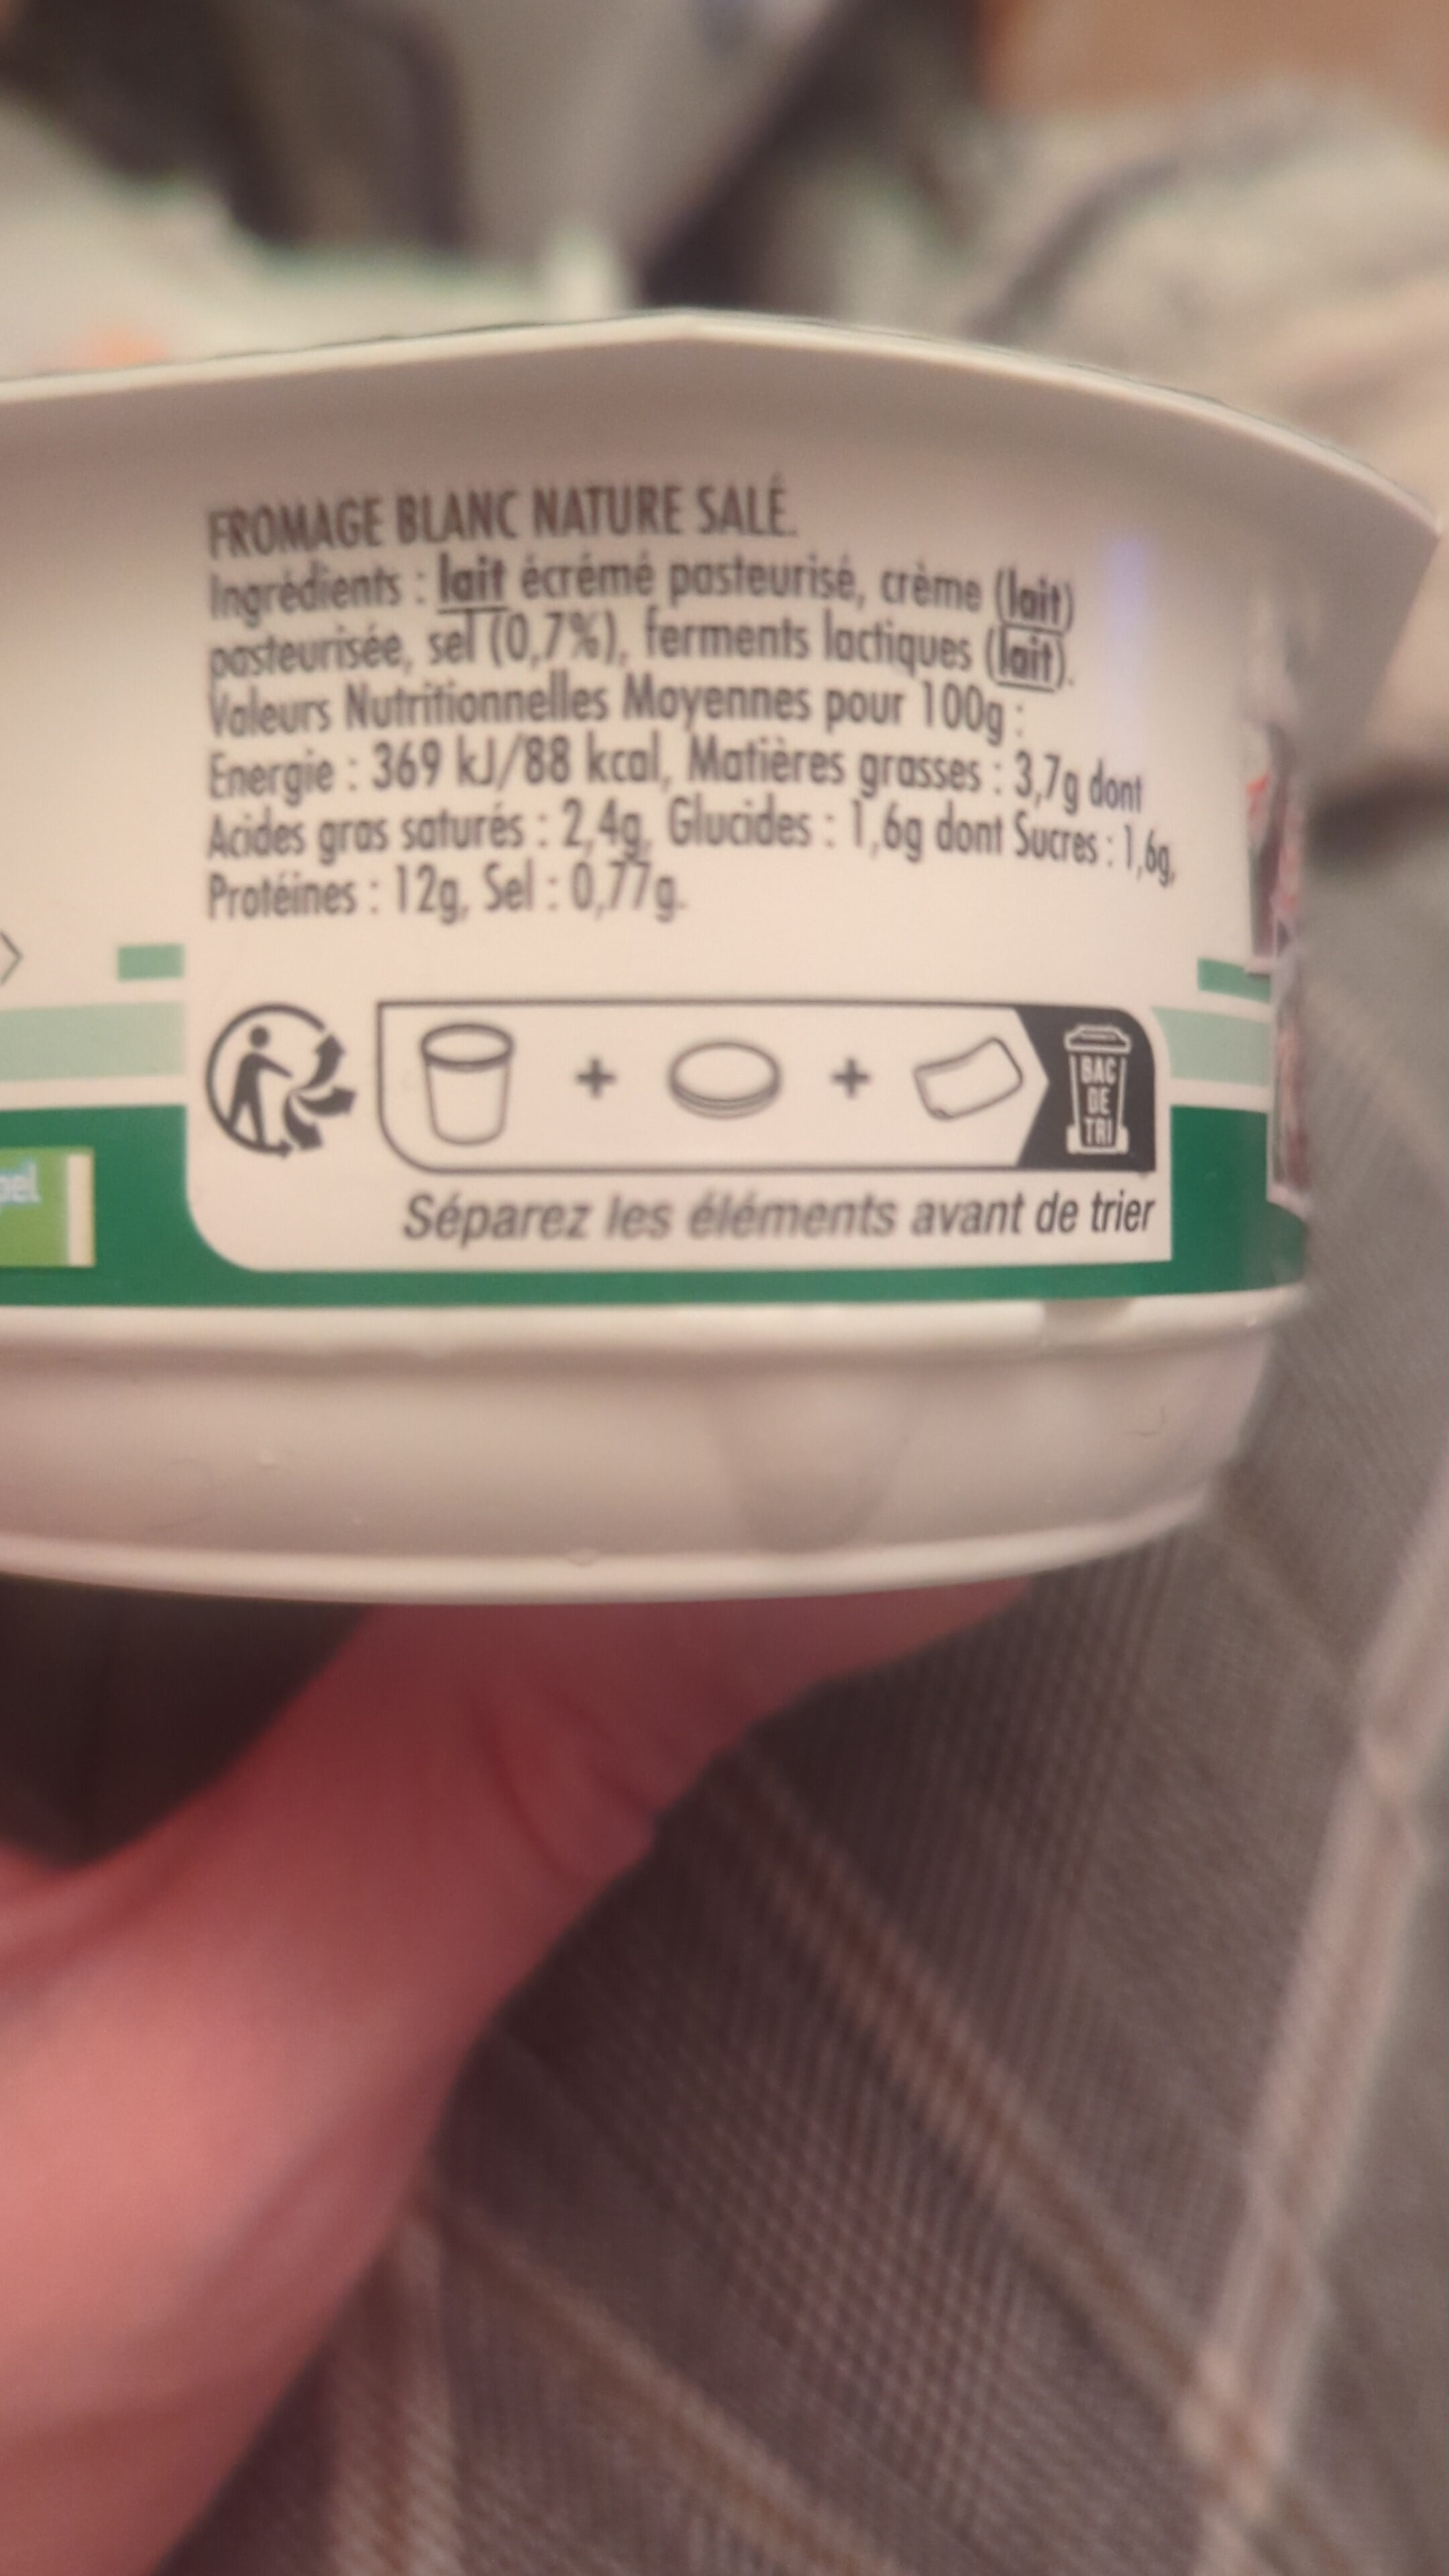 FROMAGE BLANC NATURE SALÉ.
Ingrédients : lait écrémé pasteurisé, crème (lait)
pasteurisée, sel (0,7%), ferments lactiques (lait).
Valeurs Nutritionnelles Moyennes pour 100g :
Energie : 369 kJ/88 kcal, Matières grasses : 3,7g dont
Acides gras saturés : 2,4g, Glucides : 1,6g dont Sucres : 1,6g,
Protéines : 12g, Sel : 0,77g.
+ +
BAC
DE
TRI
Séparez les éléments avant de trier